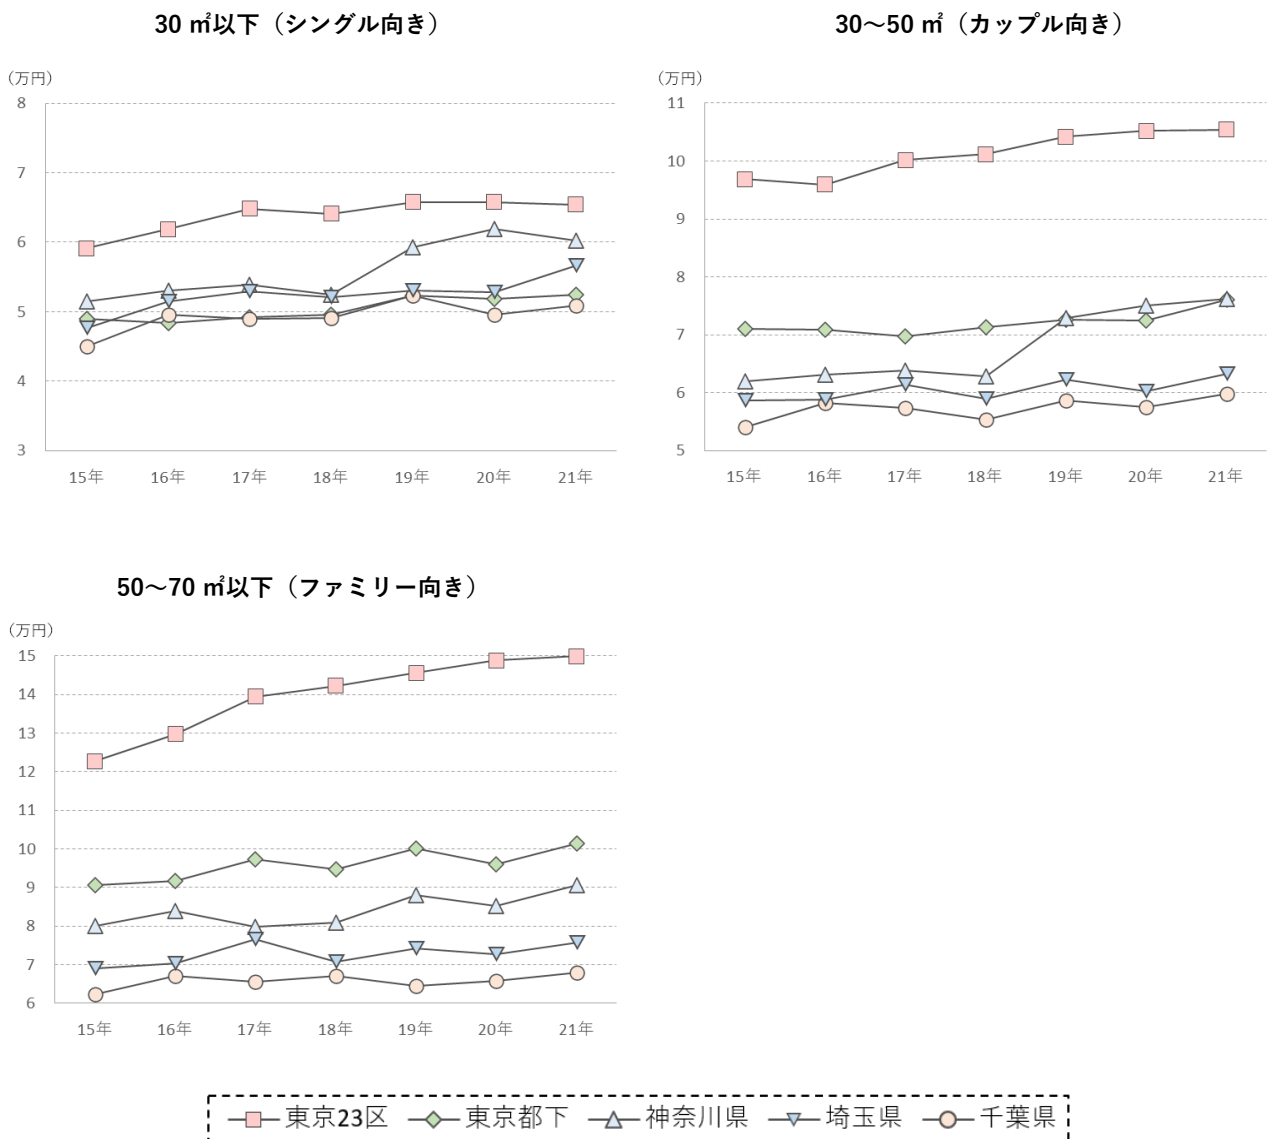 30 ㎡以下（シングル向き）
（万円）
8
7
6
5
4
3
15年 16年 17年 18年 19年 20年 21年
30～50 ㎡（カップル向き）
（万円）
11
10
9
8
7
6
5
15年 16年 17年 18年 19年 20年 21年
50～70 ㎡以下（ファミリー向き）
（万円）
15
14
13
12
11
10
9
8
7
6
15年 16年 17年 18年 19年 20年 21年
東京23区 東京都下 神奈川県 埼玉県 千葉県